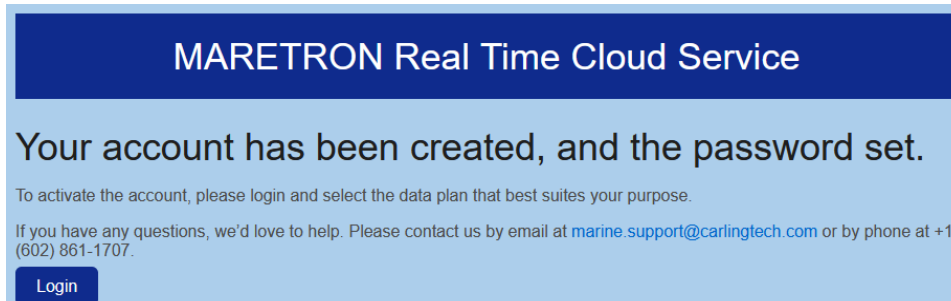 MARETRON Real Time Cloud Service
Your account has been created, and the password set.
To activate the account, please login and select the data plan that best suites your purpose.
If you have any questions, we'd love to help. Please contact us by email at marine.support@carlingtech.com or by phone at +1
(602) 861-1707.
Login